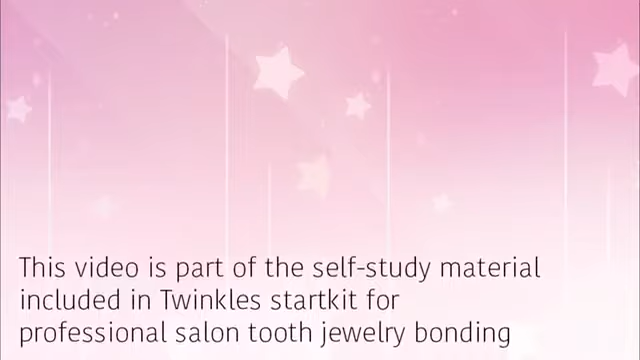 This video is part of the self-study material
included in Twinkles startkit for
professional salon tooth jewelry bonding